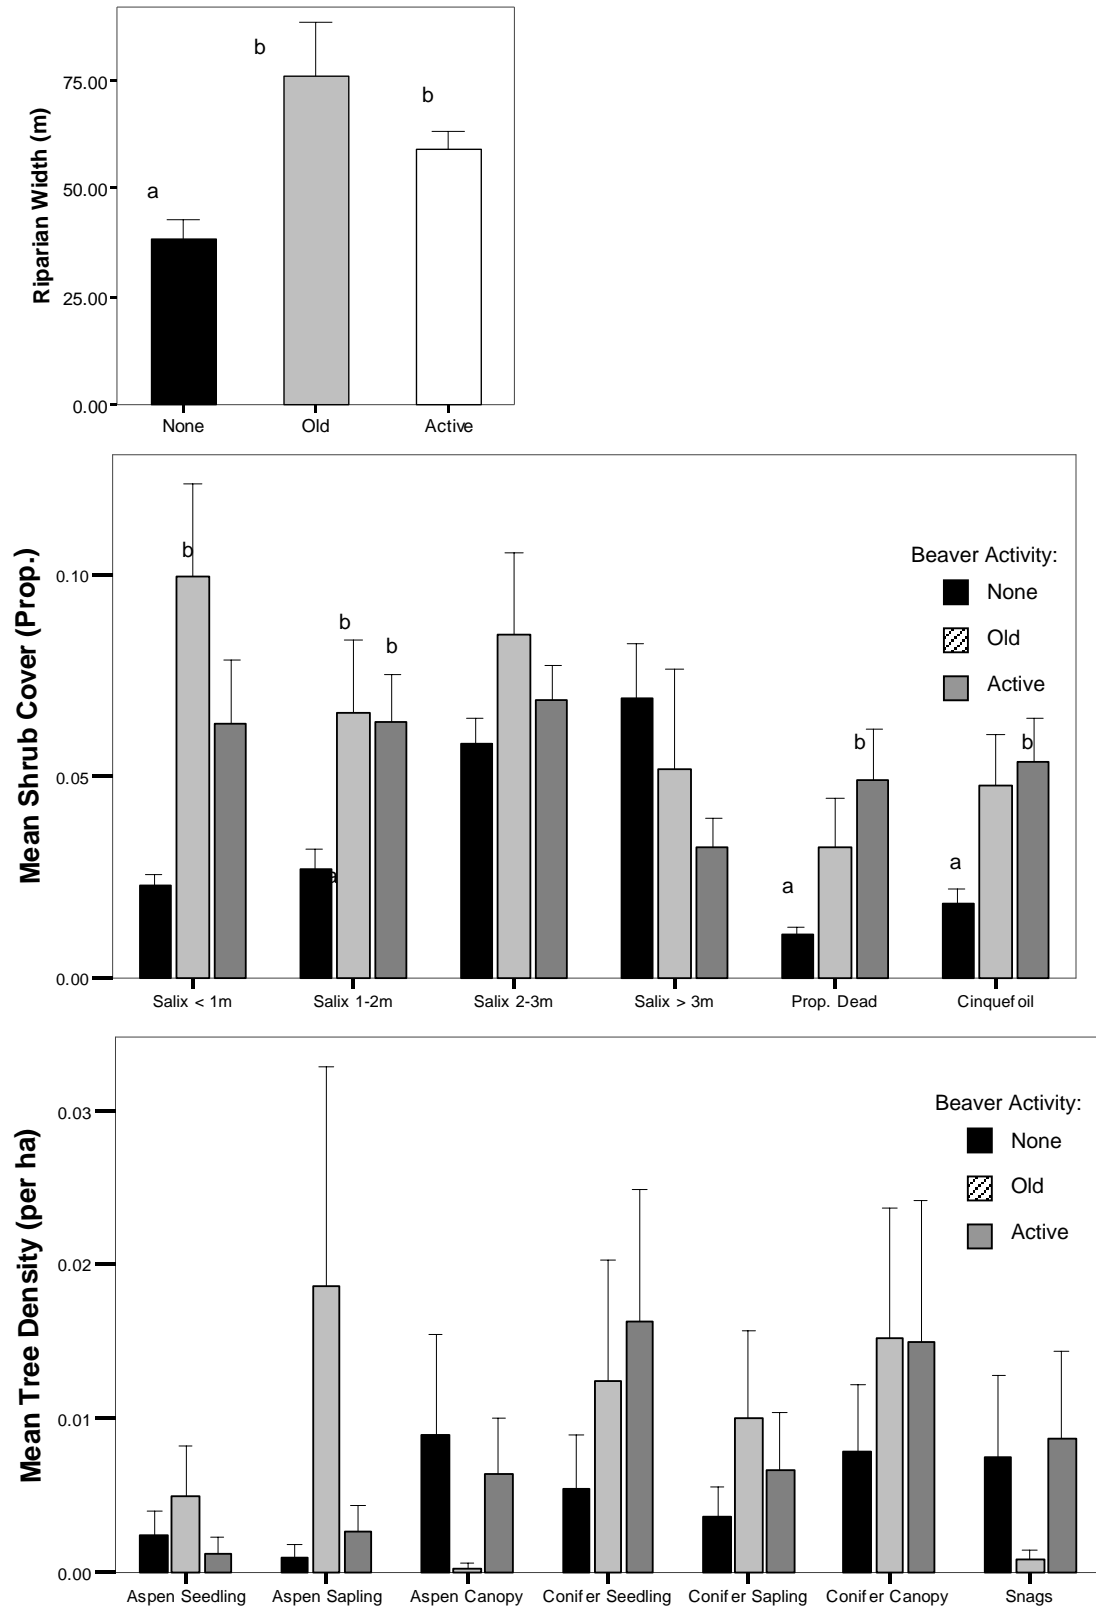 Riparian Width (m)
75.00
50.00
25.00
0.00
a
b
b
None Old Active
Mean Shrub Cover (Prop.)
0.10
0.05
0.00
b
b
b
a
a
b
a
b
Beaver Activity:
None
Old
Active
Salix < 1m Salix 1-2m Salix 2-3m Salix > 3m Prop. Dead Cinquefoil
Mean Tree Density (per ha)
0.03
0.02
0.01
0.00
Beaver Activity:
None
Old
Active
Aspen Seedling Aspen Sapling Aspen Canopy Conifer Seedling Conifer Sapling Conifer Canopy Snags